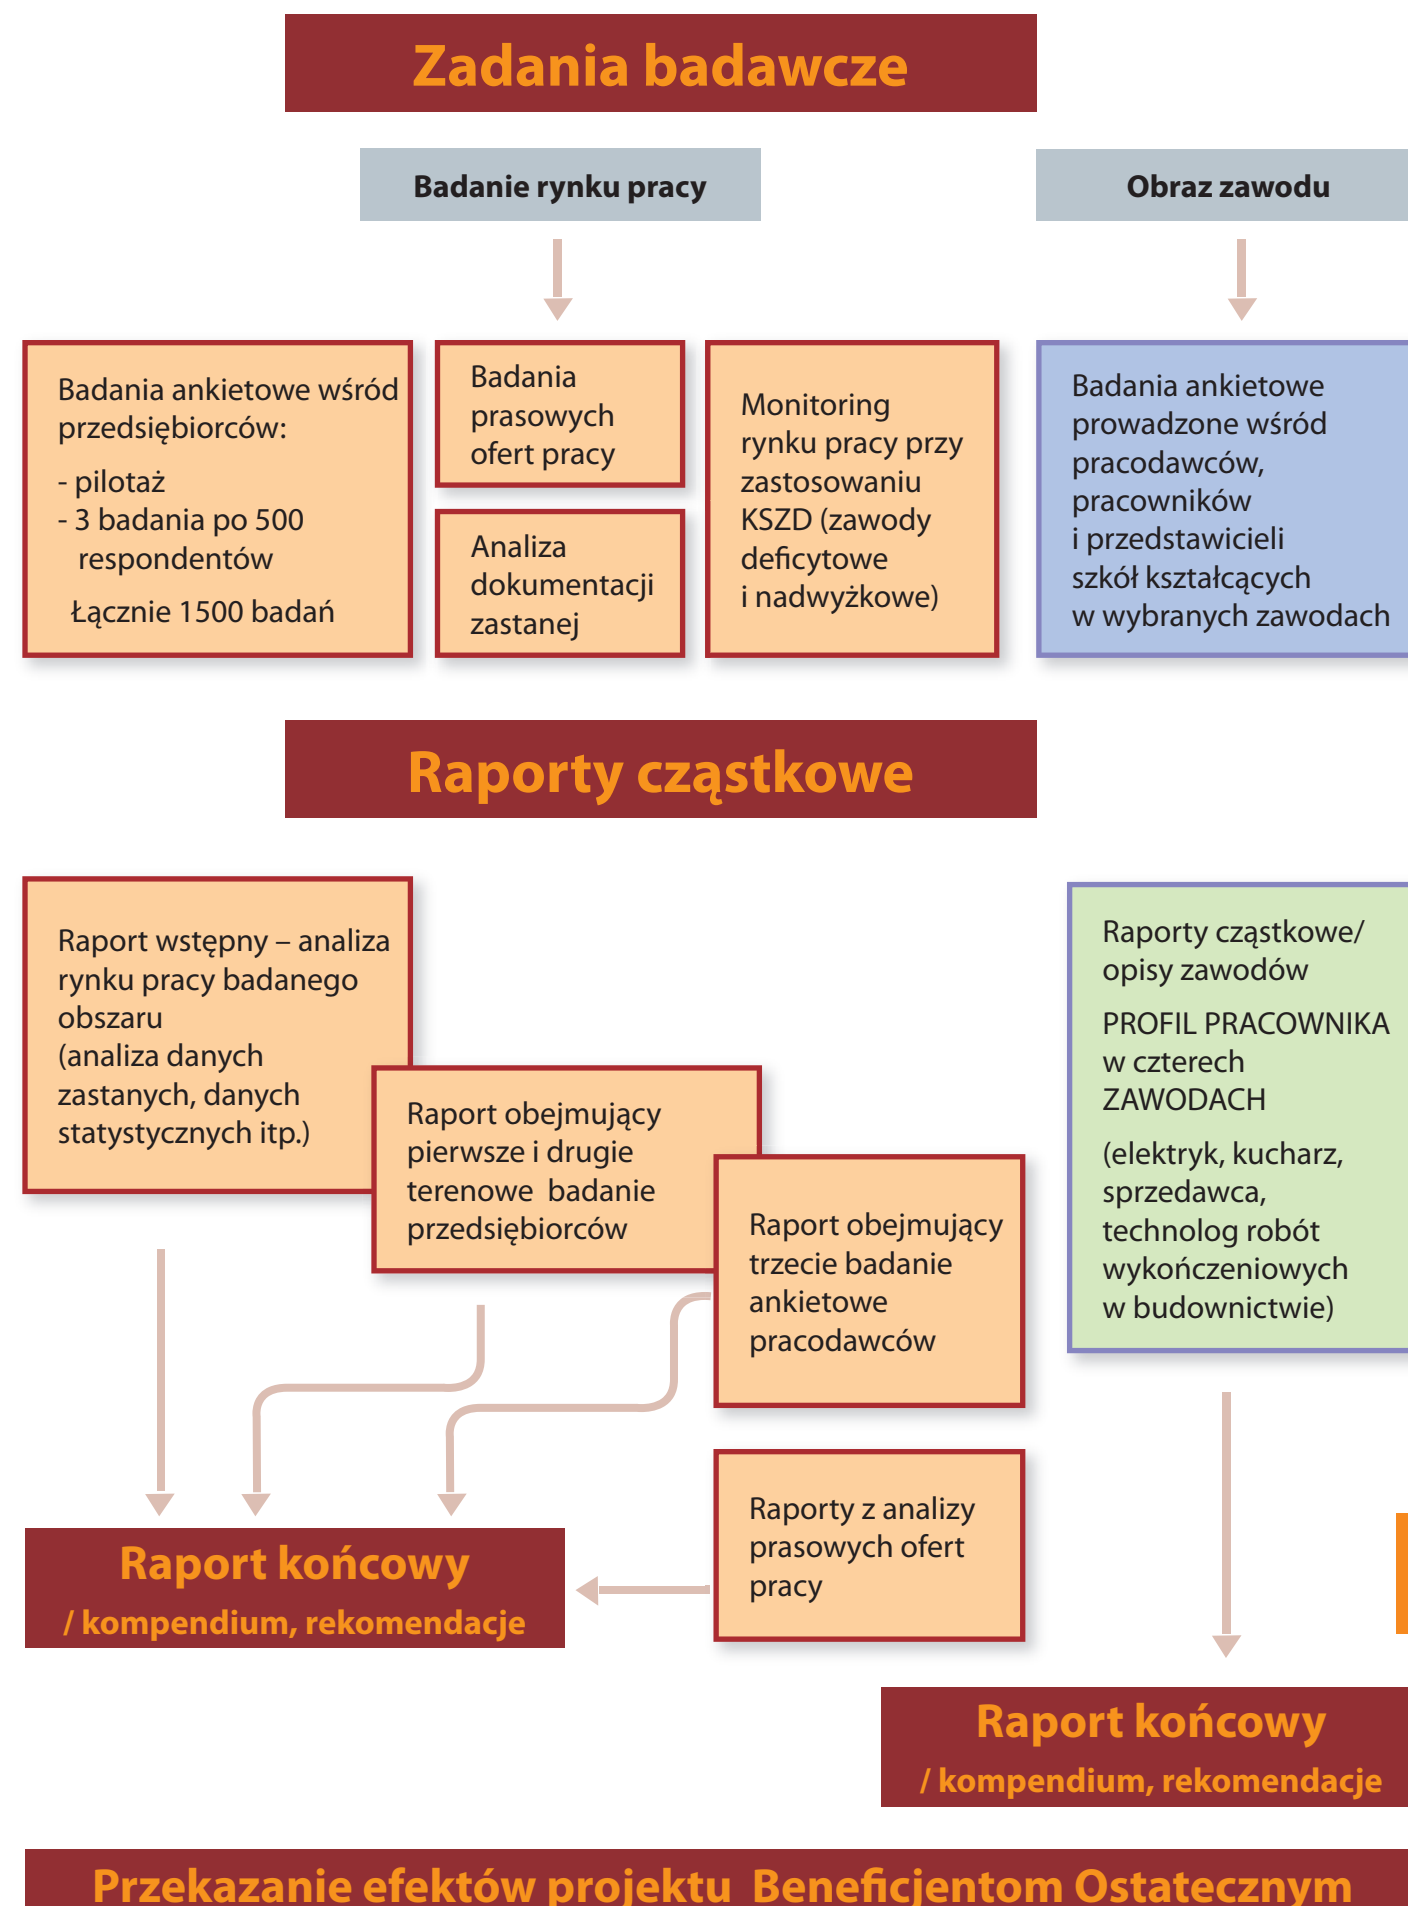 Zadania badawcze
Badanie rynku pracy
Obraz zawodu
Badania ankietowe wśród
przedsiębiorców:
- pilotaż
- 3 badania po 500
respondentów
Łącznie 1500 badań
Badania
prasowych
ofert pracy
Analiza
dokumentacji
zastanej
Monitoring
rynku pracy przy
zastosowaniu
KSZD (zawody
deficytowe
i nadwyżkowe)
Badania ankietowe
prowadzone wśród
pracodawców,
pracowników
i przedstawicieli
szkół kształcących
w wybranych zawodach
Raporty cząstkowe
Raport wstępny – analiza
rynku pracy badanego
obszaru
(analiza danych
zastanych, danych
statystycznych itp.)
Raport obejmujący
pierwsze i drugie
terenowe  badanie
przedsiębiorców
Raport obejmujący
trzecie badanie
ankietowe
pracodawców
Raporty z analizy
prasowych ofert
pracy
Raporty cząstkowe/
opisy zawodów
PROFIL PRACOWNIKA
w czterech
ZAWODACH
(elektryk, kucharz,
sprzedawca,
technolog robót
wykończeniowych
w budownictwie)
Raport końcowy
/ kompendium, rekomendacje
Raport końcowy
/ kompendium, rekomendacje
Przekazanie efektów projektu  Beneficjentom Ostatecznym